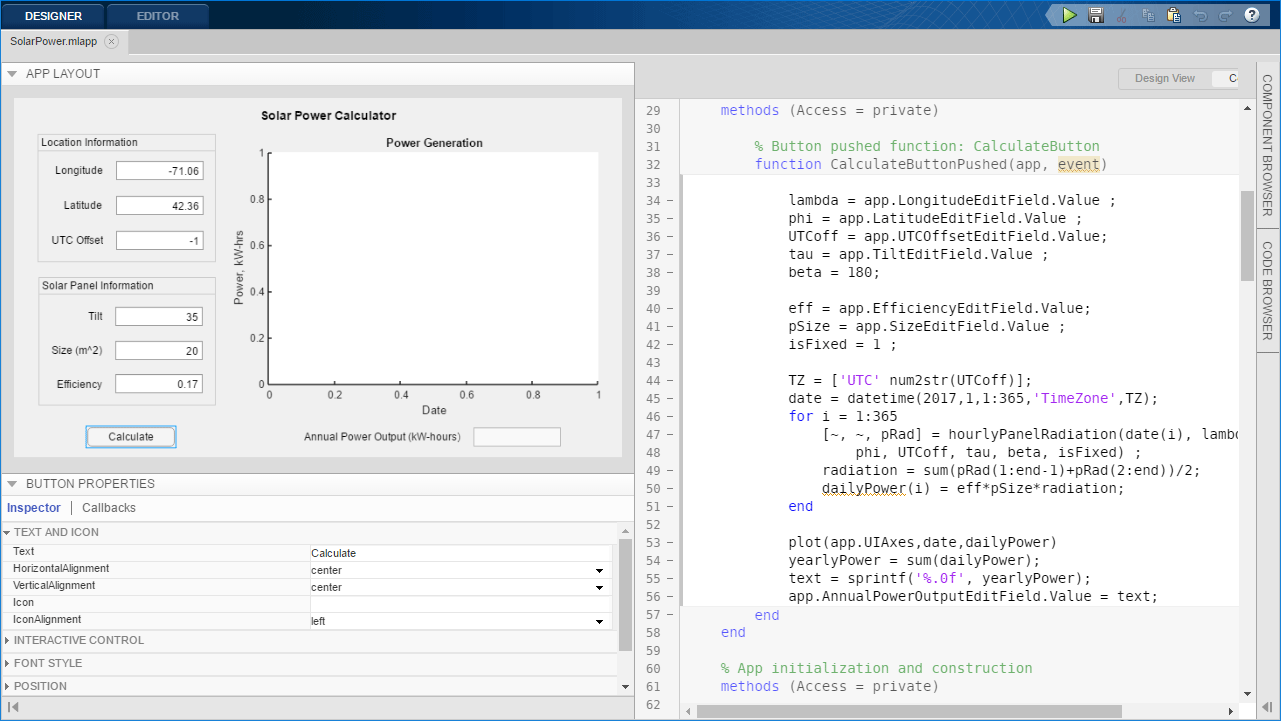 DESIGNER
EDITOR
SolarPower.mlapp
APP LAYOUT
Solar Power Calculator
Location Information
Longitude -71.06
Latitude 42.36
UTC Offset -1
Solar Panel Information
Tilt 35
Size (m^2) 20
Efficiency 0.17
Calculate
Power Generation
Power, kW-hrs
1
0.8
0.6
0.4
0.2
0
0 0.2 0.4 0.6 0.8 1
Date
Annual Power Output (kW-hours)
BUTTON PROPERTIES
Inspector | Callbacks
TEXT AND ICON
Text Calculate
HorizontalAlignment center
VerticalAlignment center
Icon
IconAlignment left
INTERACTIVE CONTROL
FONT STYLE
POSITION
Design View C
29 methods (Access = private)
30
31 % Button pushed function: CalculateButton
32 function CalculateButtonPushed(app, event)
33
34 – lambda = app.LongitudeEditField.Value ;
35 – phi = app.LatitudeEditField.Value ;
36 – UTCoff = app.UTCOffsetEditField.Value;
37 – tau = app.TiltEditField.Value ;
38 – beta = 180;
39
40 – eff = app.EfficiencyEditField.Value;
41 – pSize = app.SizeEditField.Value ;
42 – isFixed = 1 ;
43
44 – TZ = ['UTC' num2str(UTCoff)];
45 – date = datetime(2017,1,1:365,'TimeZone',TZ);
46 – for i = 1:365
47 – [~, ~, pRad] = hourlyPanelRadiation(date(i), lamb
48 phi, UTCoff, tau, beta, isFixed) ;
49 – radiation = sum(pRad(1:end-1)+pRad(2:end))/2;
50 – dailyPower(i) = eff*pSize*radiation;
51 – end
52
53 – plot(app.UIAxes,date,dailyPower)
54 – yearlyPower = sum(dailyPower);
55 – text = sprintf('%.0f', yearlyPower);
56 – app.AnnualPowerOutputEditField.Value = text;
57 – end
58 end
59
60 % App initialization and construction
61 methods (Access = private)
62
COMPONENT BROWSER
CODE BROWSER